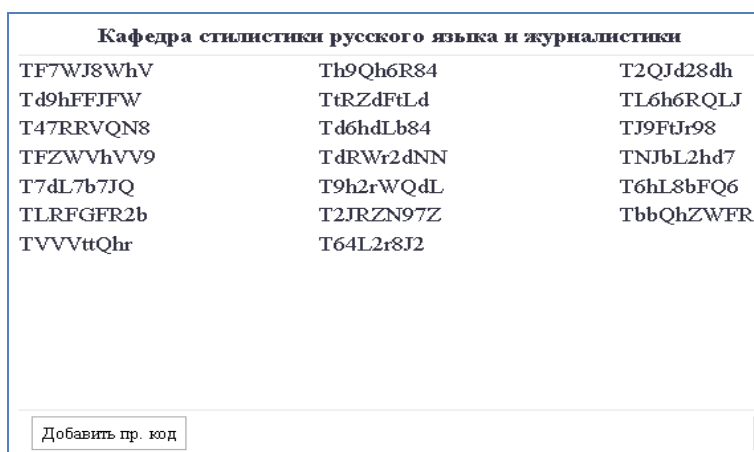 Кафедра стилистики русского языка и журналистики
TF7WJ8WhV Th9Qh6R84 T2QJd28dh
Td9hFFJFW TtRZdFtLd TL6h6RQLJ
T47RRVQN8 Td6hdLb84 TJ9FtJr98
TFZWVhVV9 TdRWr2dNN TNJbL2hd7
T7dL7b7JQ T9h2rWQdL T6hL8bFQ6
TLRFGFR2b T2JRZN97Z TbbQhZWFR
TVVVttQhr T64L2r8J2
Добавить пр. код